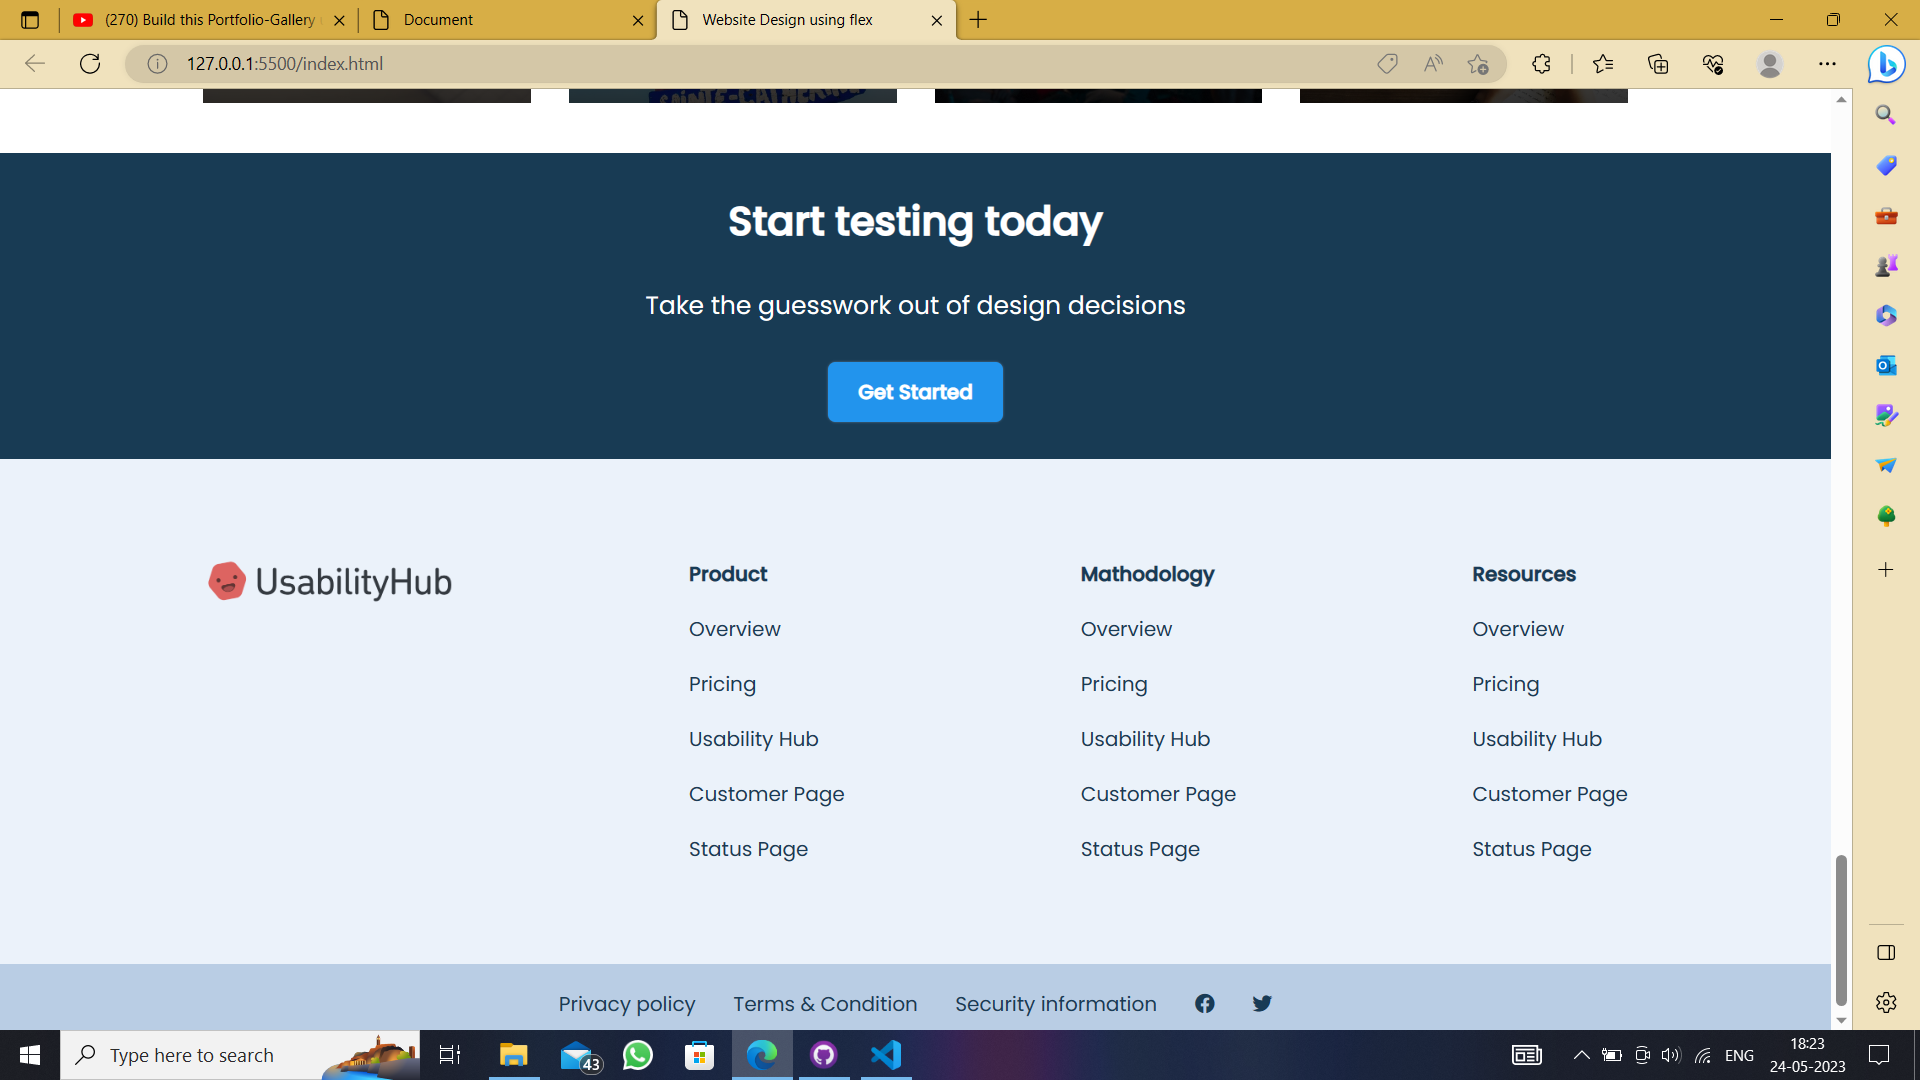 (270) Build this Portfolio-Gallery
Document
Website Design using flex
127.0.0.1:5500/index.html
SAINTE-CATHERINE
Start testing today
Take the guesswork out of design decisions
Get Started
UsabilityHub
Product
Mathodology
Resources
Overview
Overview
Overview
Pricing
Pricing
Pricing
Usability Hub
Usability Hub
Usability Hub
Customer Page
Customer Page
Customer Page
Status Page
Status Page
Status Page
Privacy policy
Terms & Condition
Security information
Type here to search
43
ENG
18:23
24-05-2023